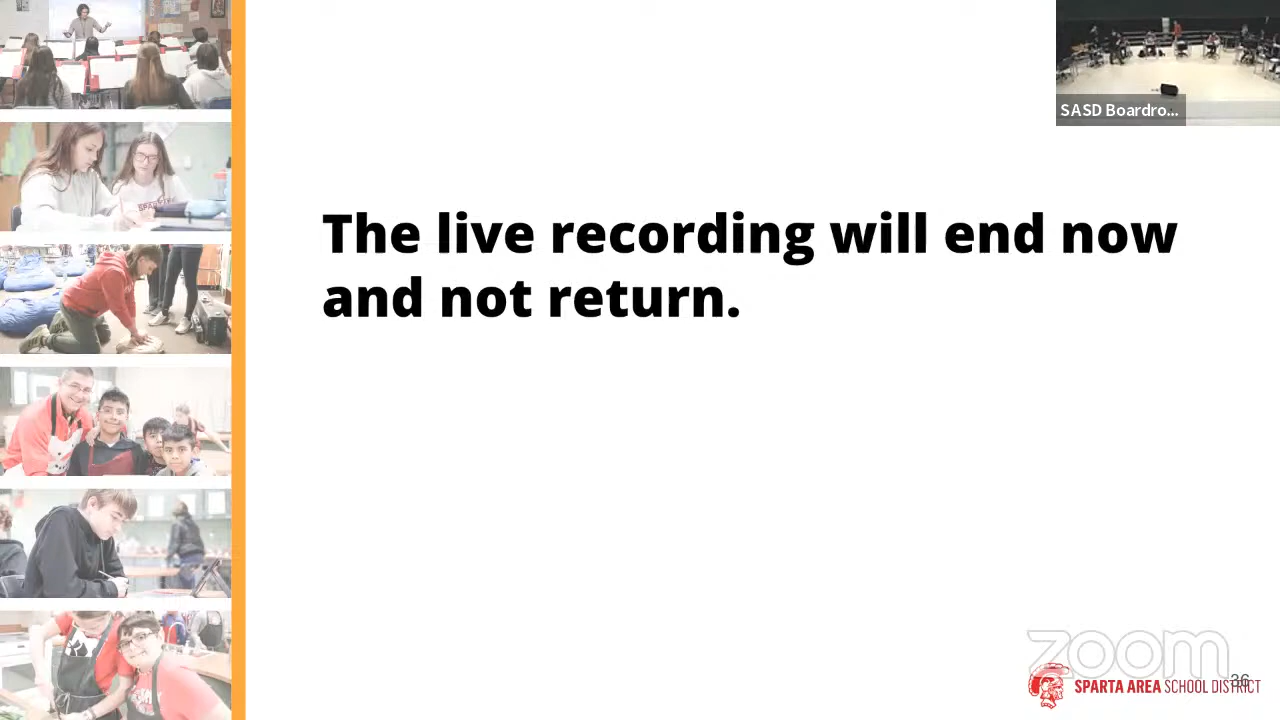 SASD Boardro...
The live recording will end now
and not return.
zoom
36
SPARTA AREA SCHOOL DISTRICT